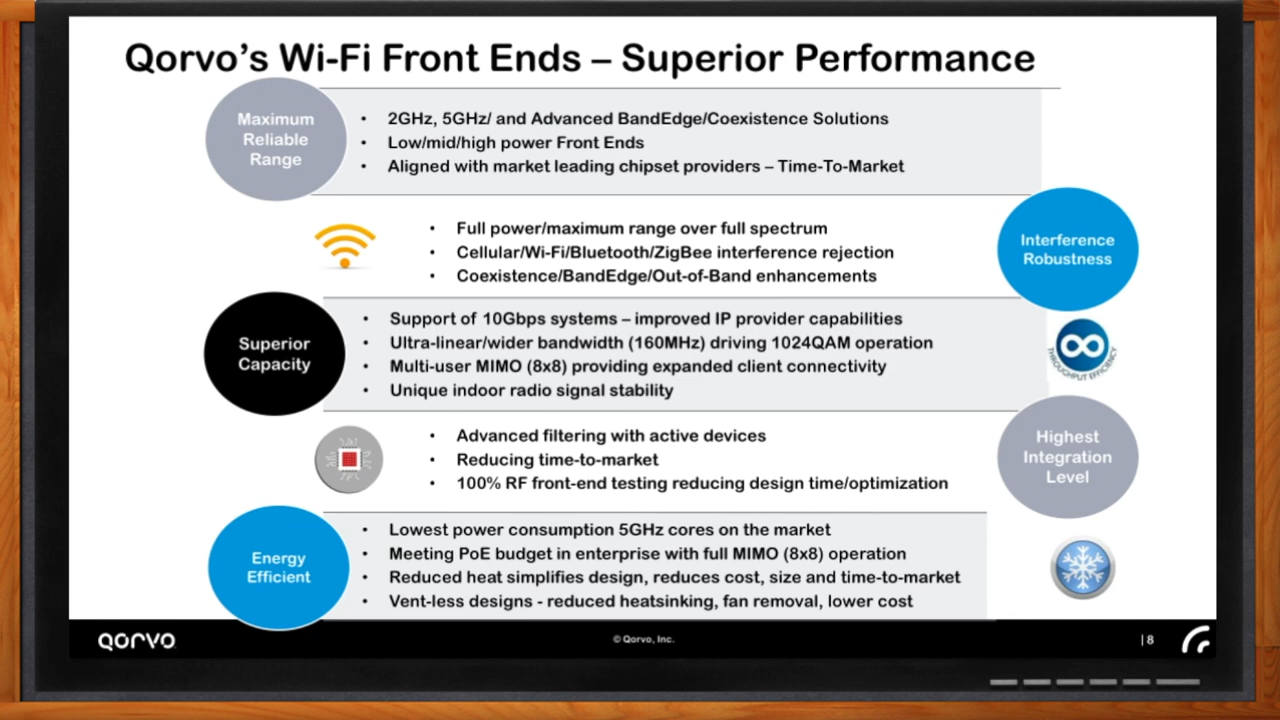 Qorvo's Wi-Fi Front Ends – Superior Performance
Maximum
Reliable
Range
• 2GHz, 5GHz/ and Advanced BandEdge/Coexistence Solutions
• Low/mid/high power Front Ends
• Aligned with market leading chipset providers – Time-To-Market
• Full power/maximum range over full spectrum
• Cellular/Wi-Fi/Bluetooth/ZigBee interference rejection
• Coexistence/BandEdge/Out-of-Band enhancements
Interference
Robustness
Superior
Capacity
• Support of 10Gbps systems – improved IP provider capabilities
• Ultra-linear/wider bandwidth (160MHz) driving 1024QAM operation
• Multi-user MIMO (8x8) providing expanded client connectivity
• Unique indoor radio signal stability
THROUGHPUT EFFICIENCY
• Advanced filtering with active devices
• Reducing time-to-market
• 100% RF front-end testing reducing design time/optimization
Highest
Integration
Level
Energy
Efficient
• Lowest power consumption 5GHz cores on the market
• Meeting PoE budget in enterprise with full MIMO (8x8) operation
• Reduced heat simplifies design, reduces cost, size and time-to-market
• Vent-less designs - reduced heatsinking, fan removal, lower cost
QORVO
© Qorvo, Inc.
| 8